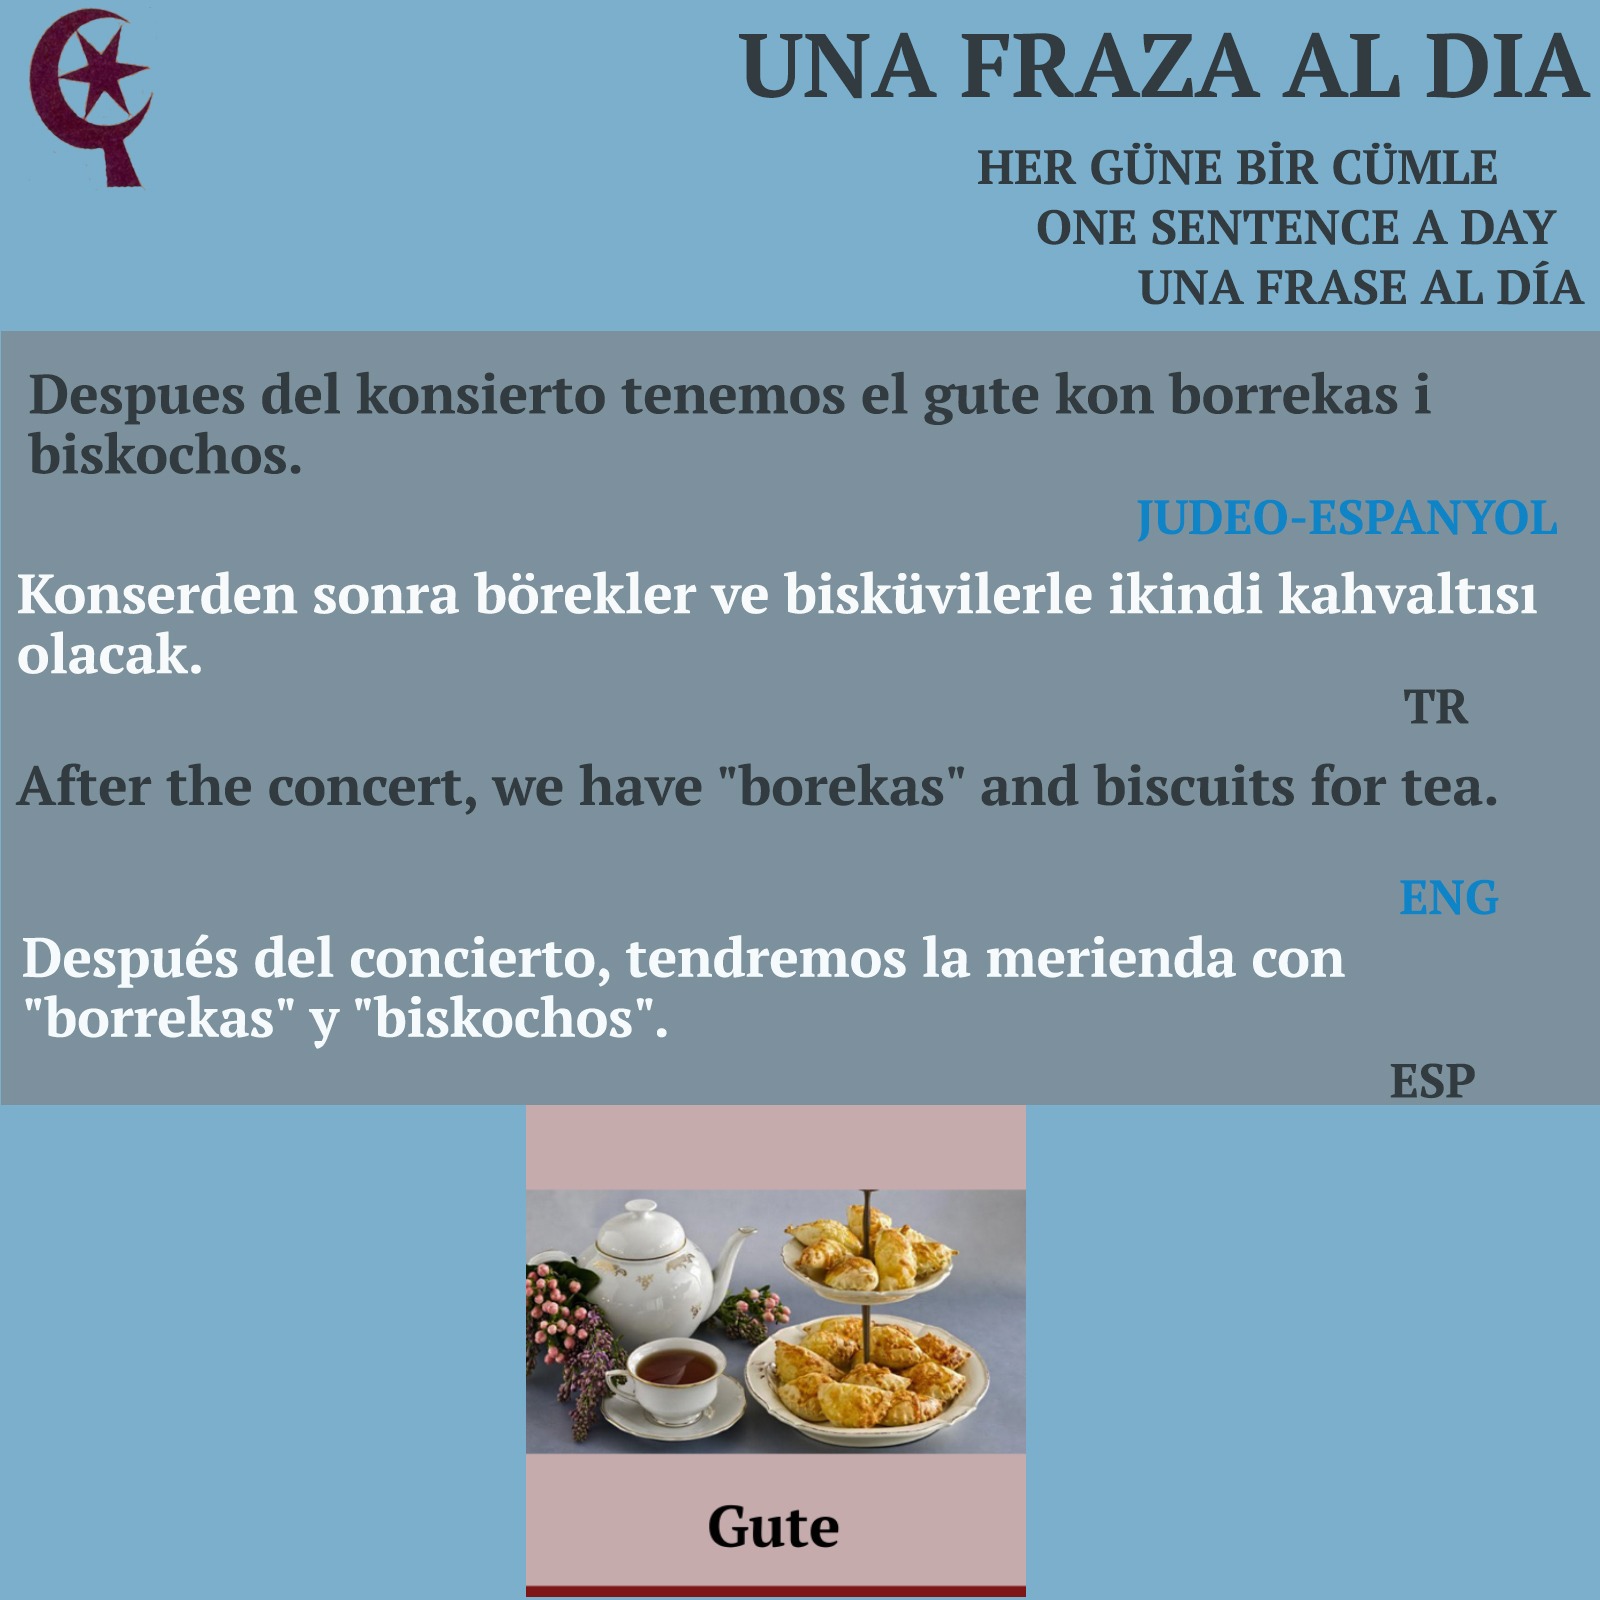 UNA FRAZA AL DIA
HER GÜNE BİR CÜMLE
ONE SENTENCE A DAY
UNA FRASE AL DÍA
Despues del konsierto tenemos el gute kon borrekas i
biskochos.
JUDEO-ESPANYOL
Konserden sonra börekler ve bisküvilerle ikindi kahvaltısı
olacak.
TR
After the concert, we have "borekas" and biscuits for tea.
ENG
Después del concierto, tendremos la merienda con
"borrekas" y "biskochos".
ESP
Gute